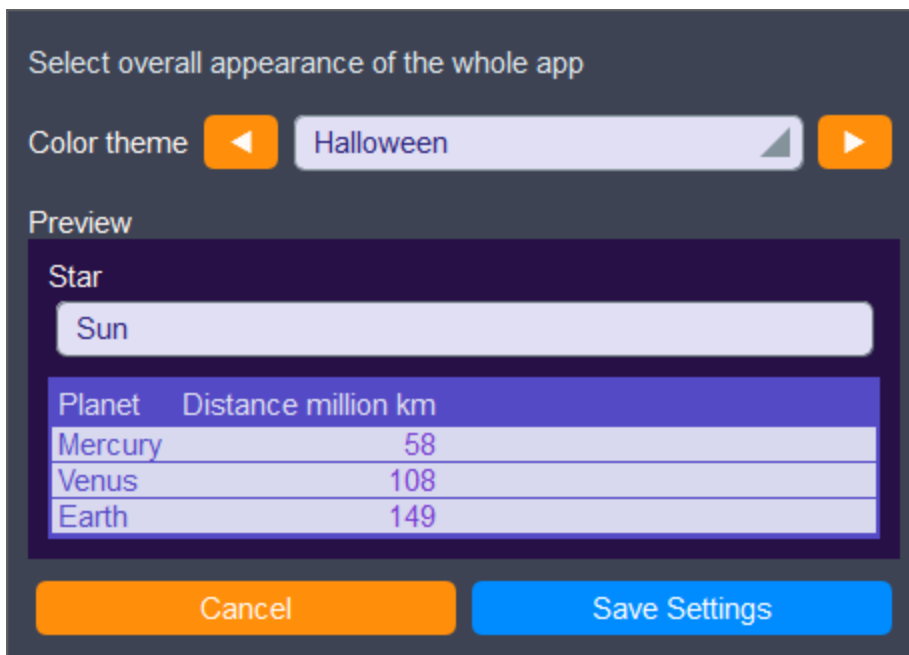 Select overall appearance of the whole app
Color theme ◀ Halloween ▶
Preview
Star
Sun
Planet Distance million km
Mercury 58
Venus 108
Earth 149
Cancel Save Settings